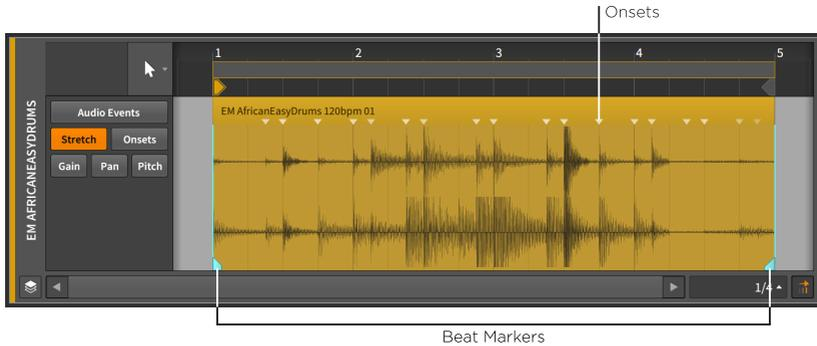 Onsets
1 2 3 4 5
EM AFRICANEASYDRUMS
Audio Events
EM AfricanEasyDrums 120bpm 01
Stretch Onsets
Gain Pan Pitch
1/4
Beat Markers